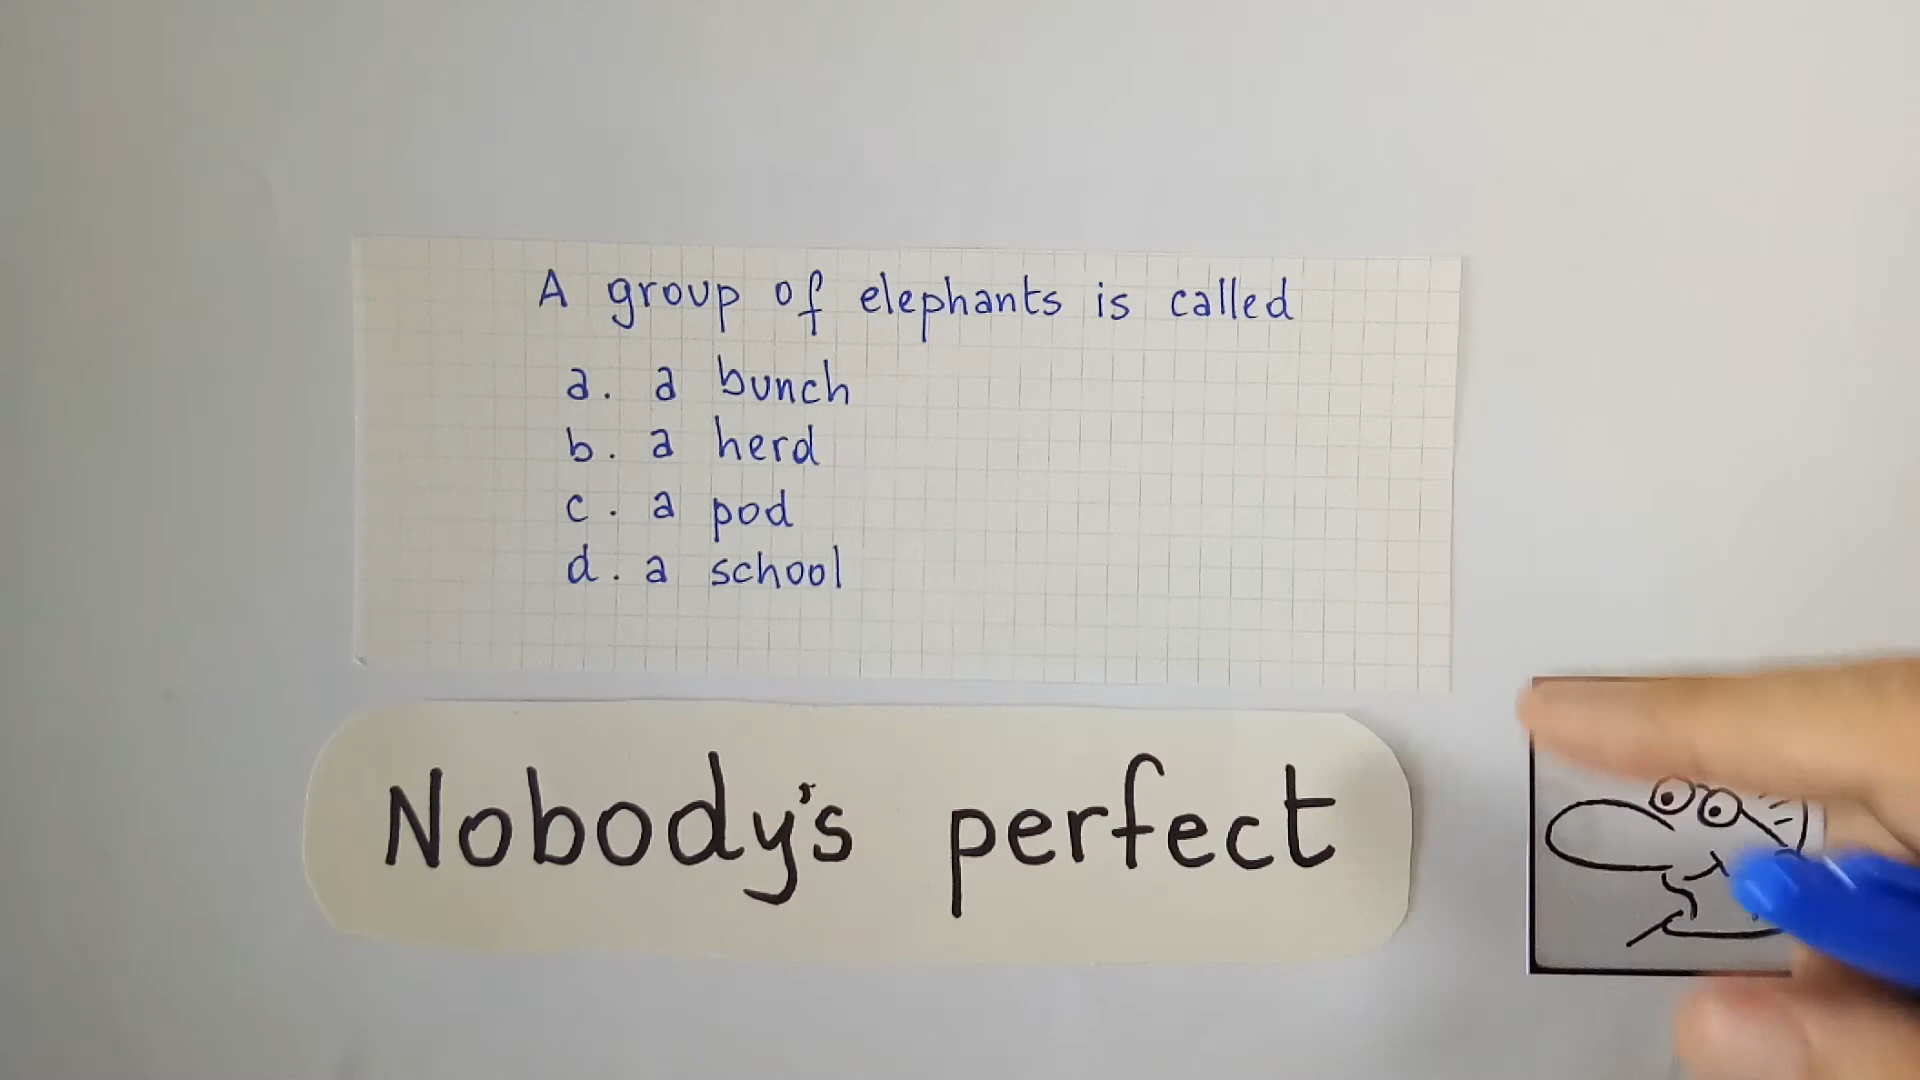 A group of elephants is called
a. a bunch
b. a herd
c. a pod
d. a school
Nobody's perfect